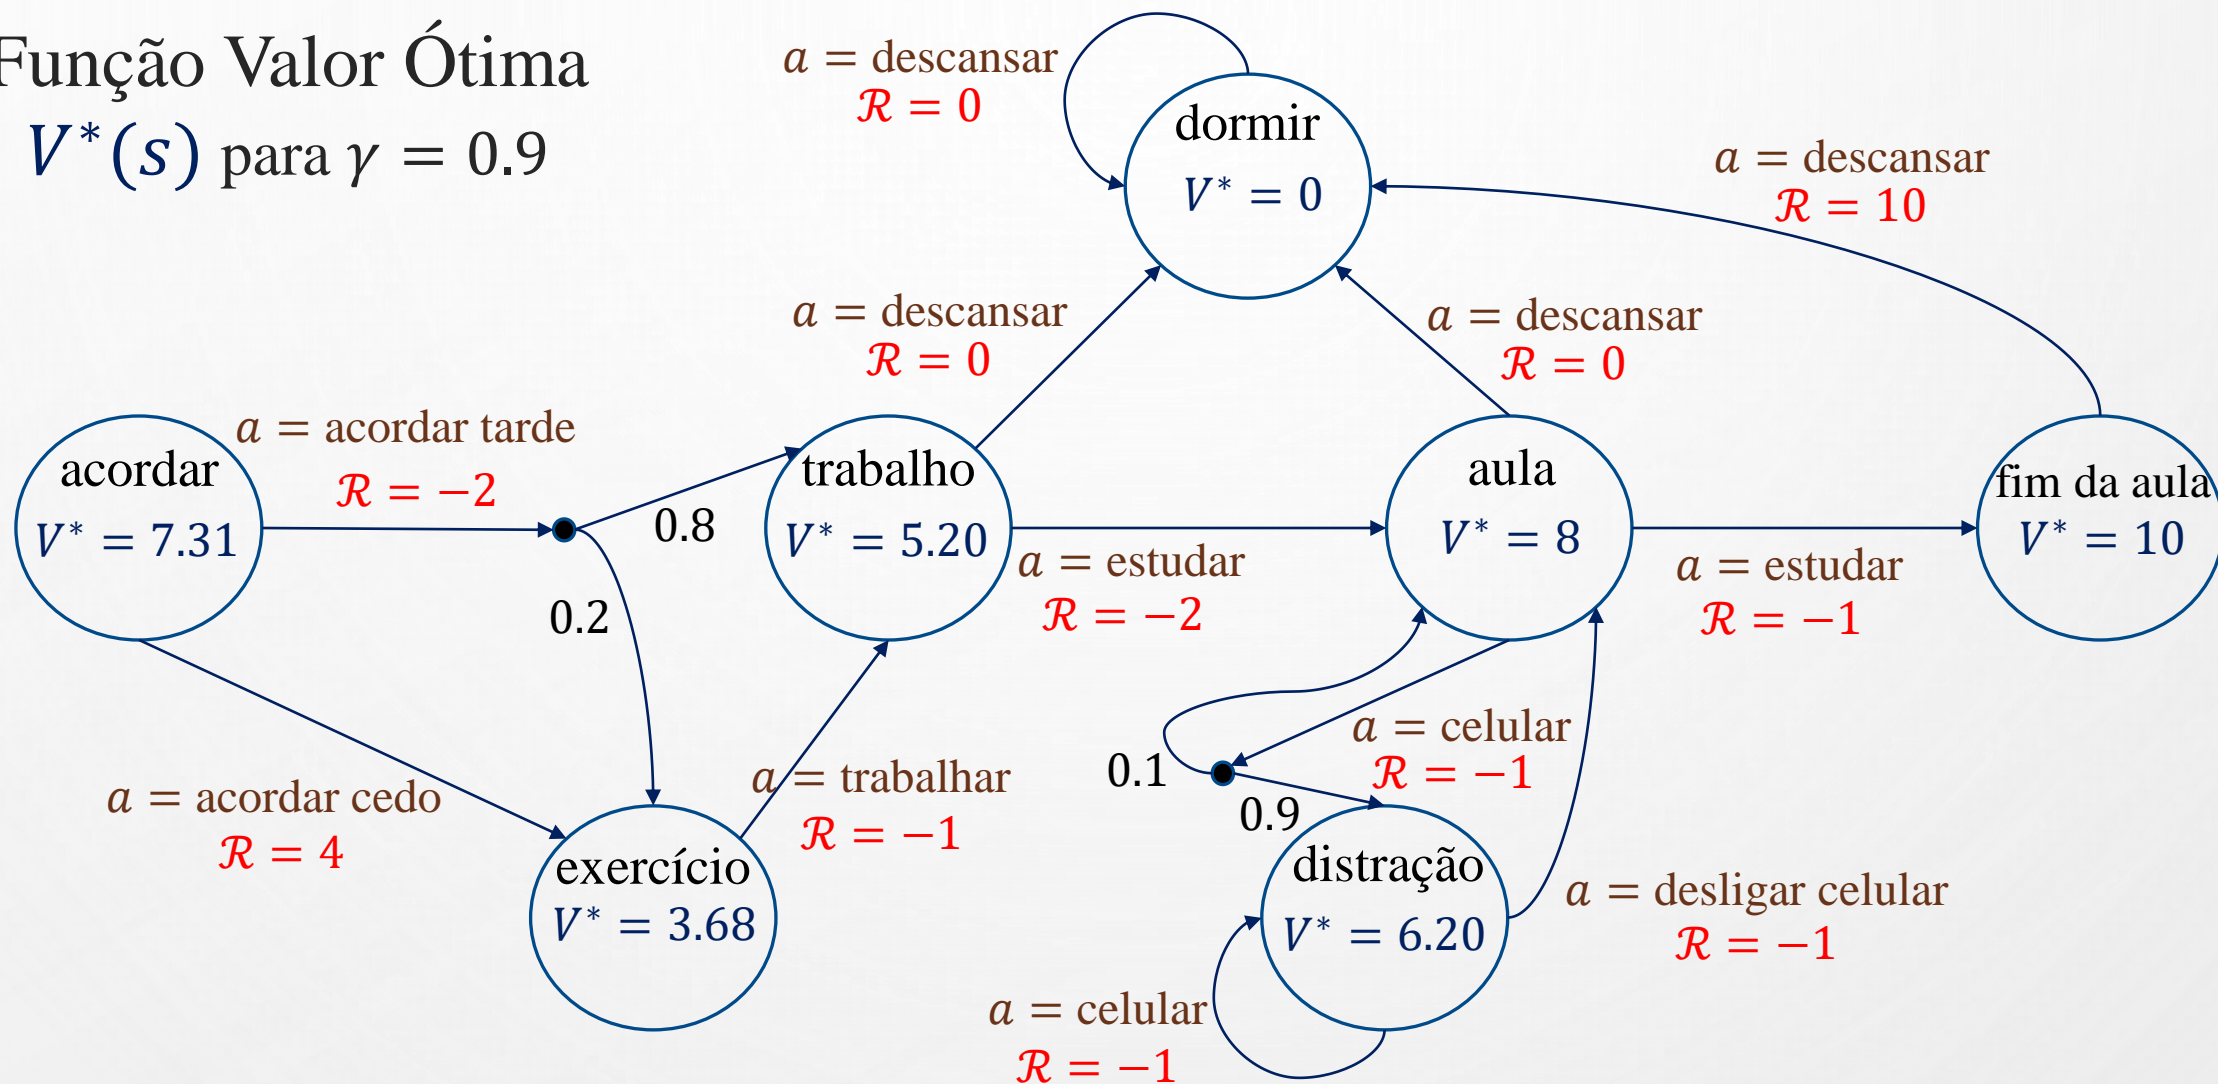 Função Valor Ótima
V*(s) para γ = 0.9
a = descansar
ℛ = 0
dormir
V* = 0
a = descansar
ℛ = 10
a = descansar
ℛ = 0
a = descansar
ℛ = 0
acordar
V* = 7.31
a = acordar tarde
ℛ = −2
0.8
0.2
trabalho
V* = 5.20
a = estudar
ℛ = −2
aula
V* = 8
a = estudar
ℛ = −1
fim da aula
V* = 10
a = acordar cedo
ℛ = 4
exercício
V* = 3.68
a = trabalhar
ℛ = −1
0.1
0.9
a = celular
ℛ = −1
distração
V* = 6.20
a = desligar celular
ℛ = −1
a = celular
ℛ = −1